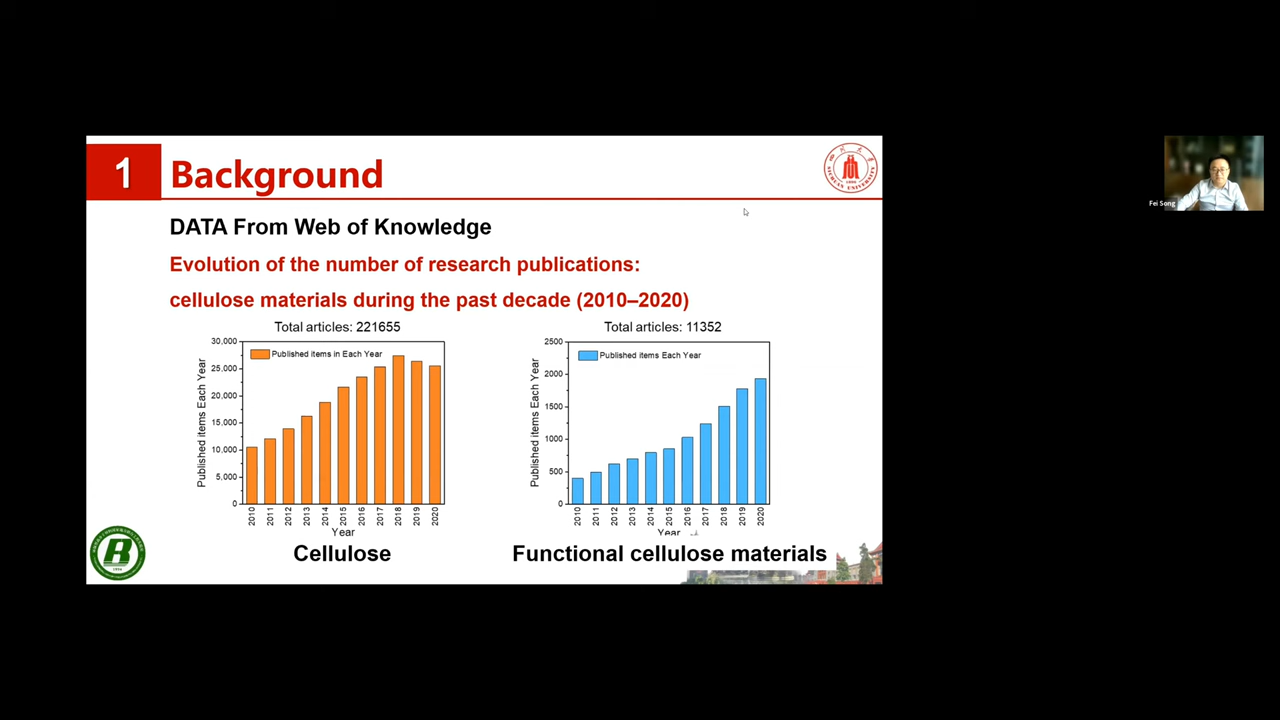 1 Background
DATA From Web of Knowledge
Evolution of the number of research publications:
cellulose materials during the past decade (2010–2020)
Total articles: 221655
Published items in Each Year
Published items Each Year
30,000
25,000
20,000
15,000
10,000
5,000
0
2010 2011 2012 2013 2014 2015 2016 2017 2018 2019 2020
Year
Cellulose
Total articles: 11352
Published items Each Year
Published items Each Year
2500
2000
1500
1000
500
0
2010 2011 2012 2013 2014 2015 2016 2017 2018 2019 2020
Year
Functional cellulose materials
SICHUAN UNIVERSITY
1896
Fei Song